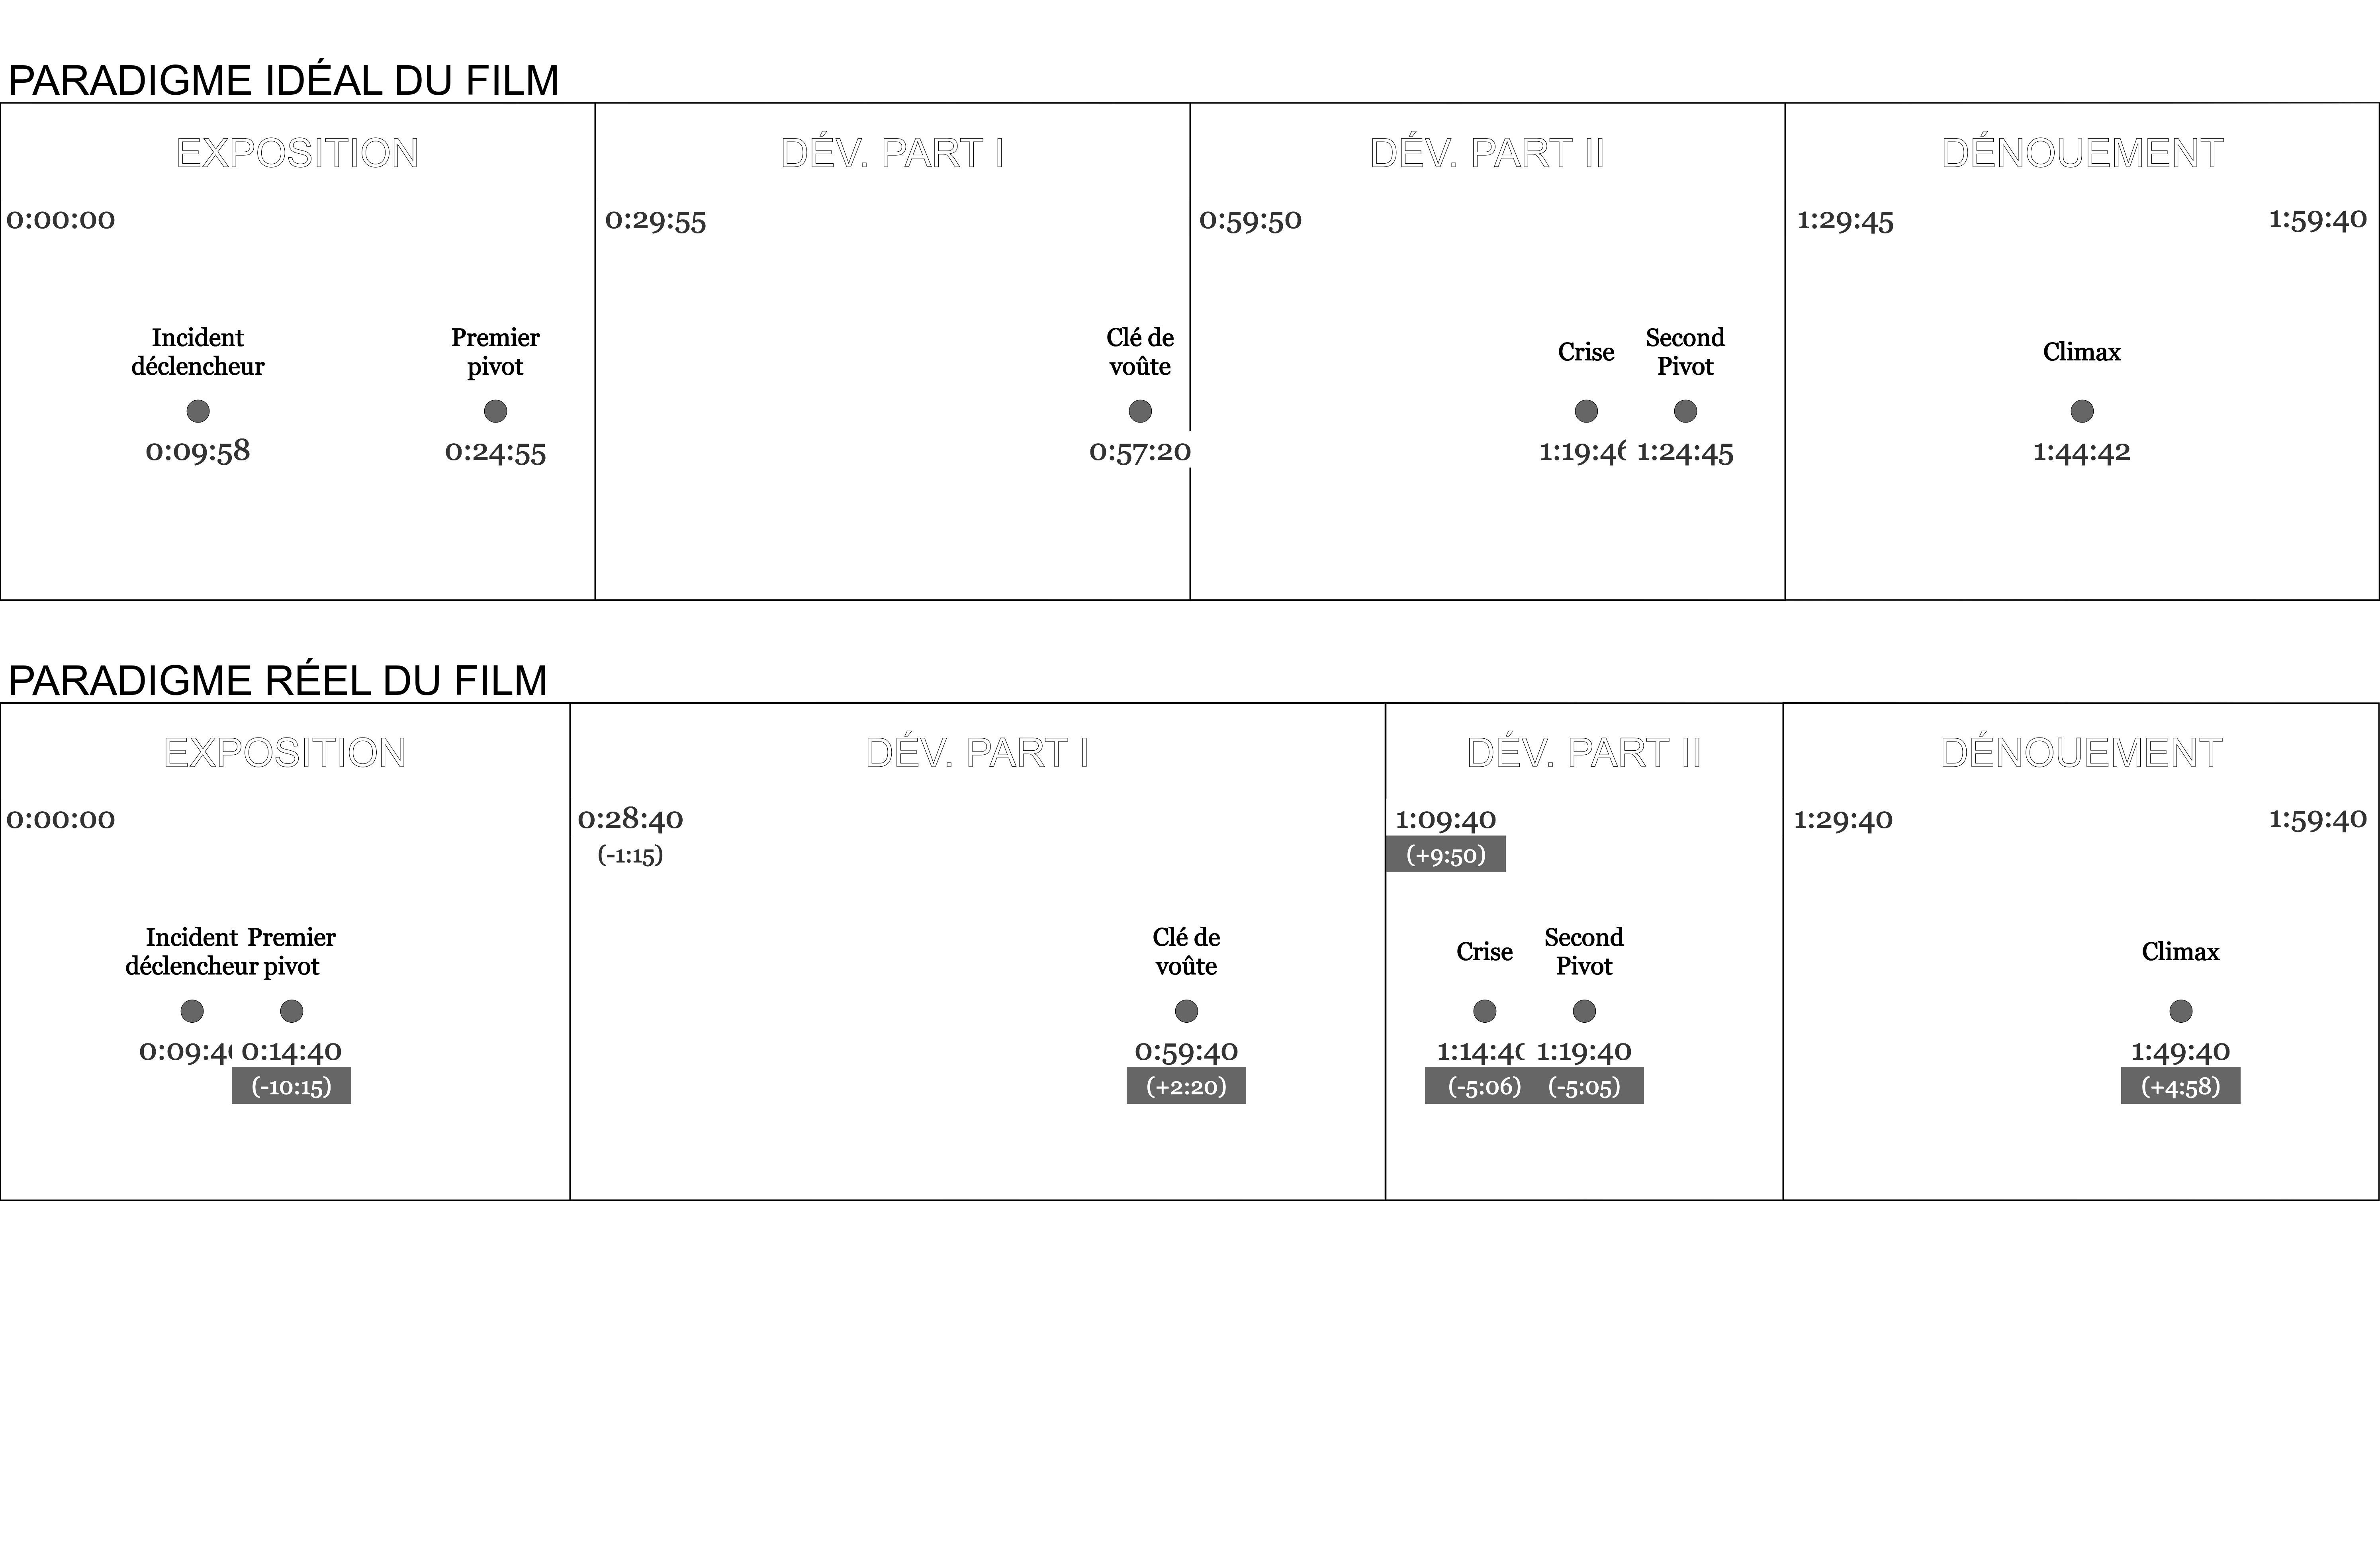 PARADIGME IDÉAL DU FILM
EXPOSITION
DÉV. PART I
DÉV. PART II
DÉNOUEMENT
0:00:00
0:29:55
0:59:50
1:29:45
1:59:40
Incident
déclencheur
0:09:58
Premier
pivot
0:24:55
Clé de
voûte
0:57:20
Crise
1:19:46
Second
Pivot
1:24:45
Climax
1:44:42
PARADIGME RÉEL DU FILM
EXPOSITION
DÉV. PART I
DÉV. PART II
DÉNOUEMENT
0:00:00
0:28:40
(-1:15)
1:09:40
(+9:50)
1:29:40
1:59:40
Incident
déclencheur
0:09:40
Premier
pivot
0:14:40
(-10:15)
Clé de
voûte
0:59:40
(+2:20)
Crise
1:14:40
(-5:06)
Second
Pivot
1:19:40
(-5:05)
Climax
1:49:40
(+4:58)